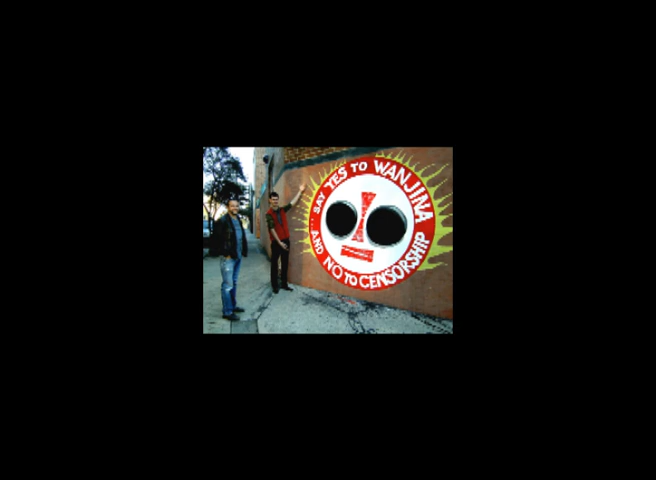 SAY YES TO WANJINA
...AND NO TO CENSORSHIP